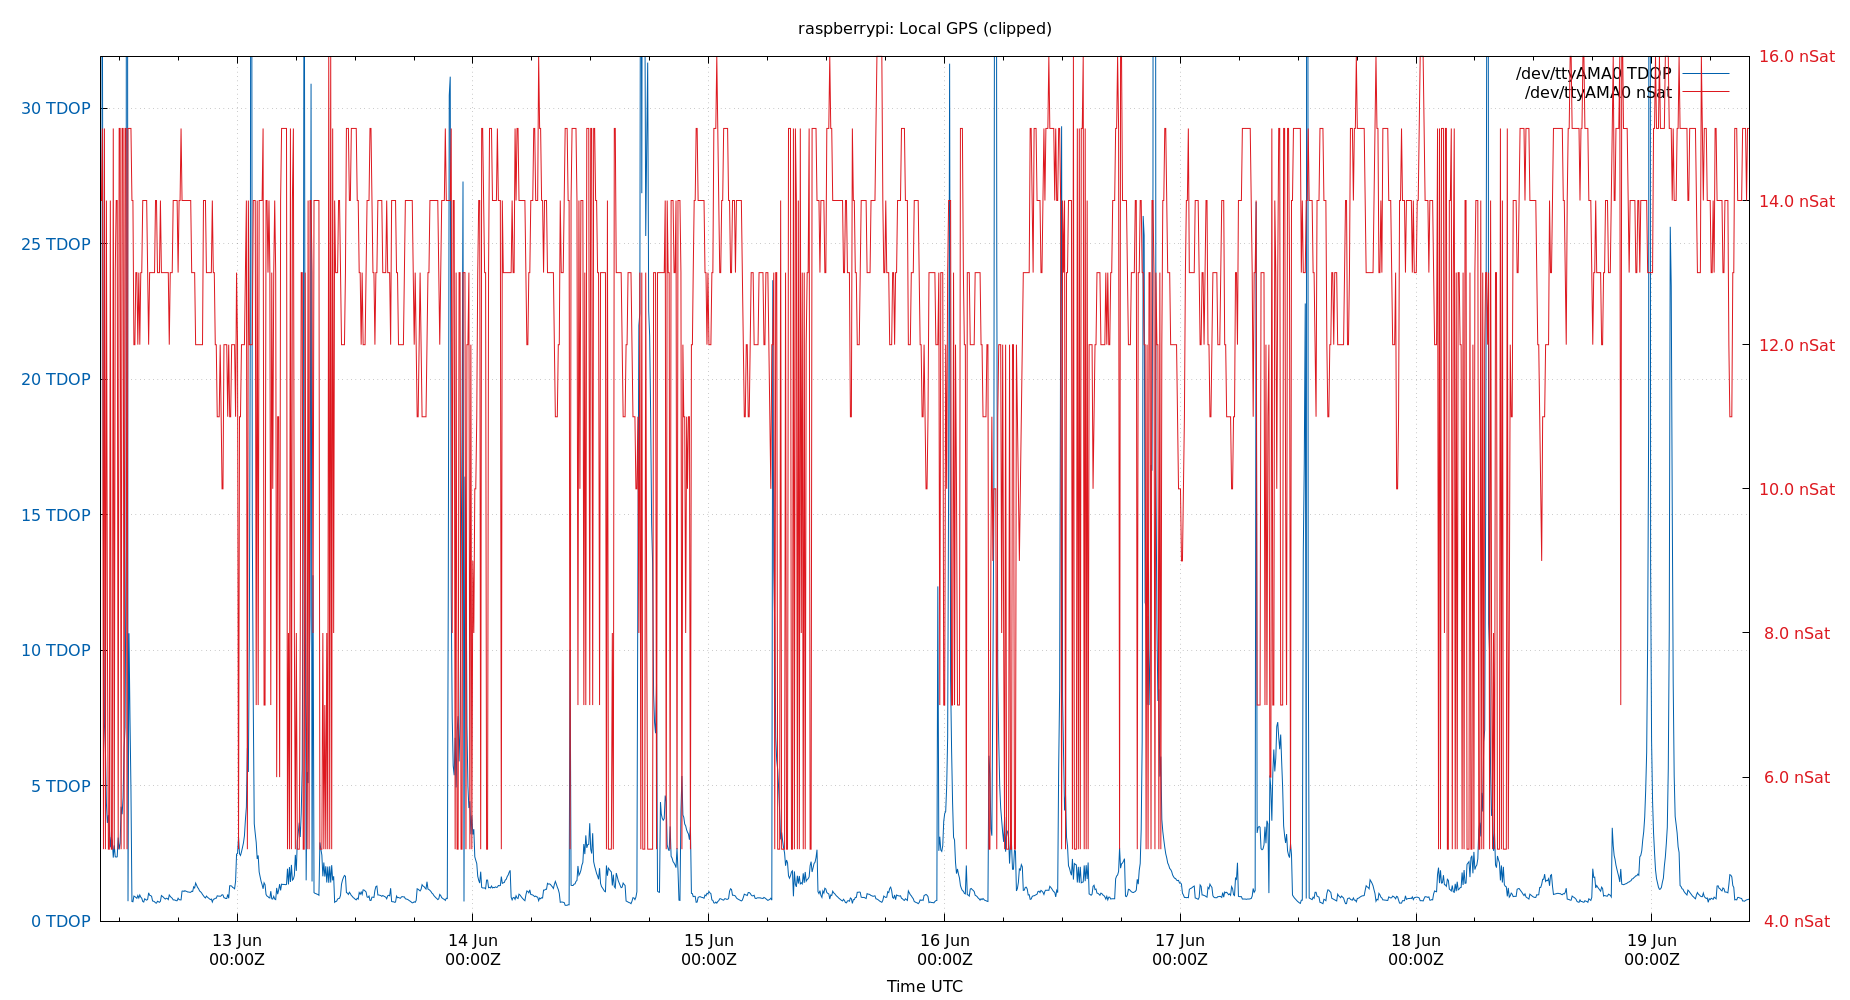 raspberrypi: Local GPS (clipped)
/dev/ttyAMA0 TDOP
/dev/ttyAMA0 nSat
30 TDOP
25 TDOP
20 TDOP
15 TDOP
10 TDOP
5 TDOP
0 TDOP
16.0 nSat
14.0 nSat
12.0 nSat
10.0 nSat
8.0 nSat
6.0 nSat
4.0 nSat
13 Jun
00:00Z
14 Jun
00:00Z
15 Jun
00:00Z
16 Jun
00:00Z
17 Jun
00:00Z
18 Jun
00:00Z
19 Jun
00:00Z
Time UTC